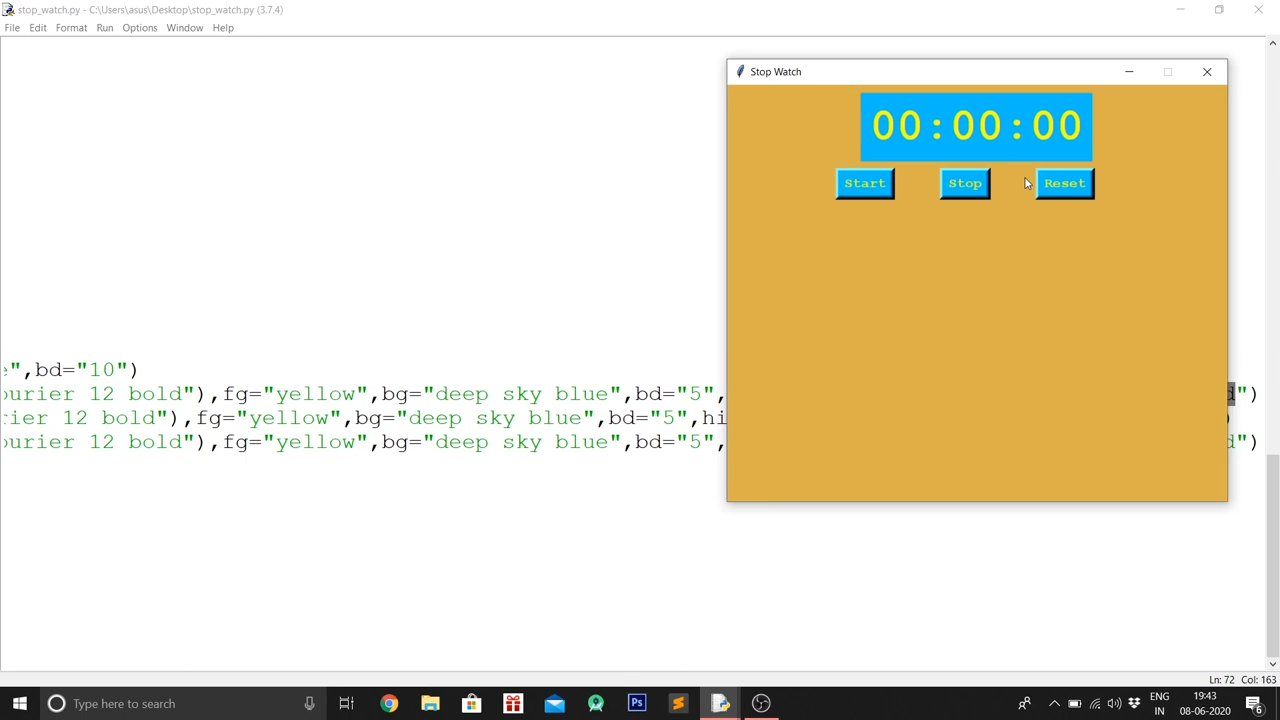 stop_watch.py - C:\Users\asus\Desktop\stop_watch.py (3.7.4)
File Edit Format Run Options Window Help
Stop Watch
00:00:00
Start Stop Reset
",bd="10")
ourier 12 bold"),fg="yellow",bg="deep sky blue",bd="5", d")
rier 12 bold"),fg="yellow",bg="deep sky blue",bd="5",hi )
ourier 12 bold"),fg="yellow",bg="deep sky blue",bd="5", d")
Ln: 72 Col: 163
Type here to search
Ps
ENG
IN
19:43
08-06-2020
6